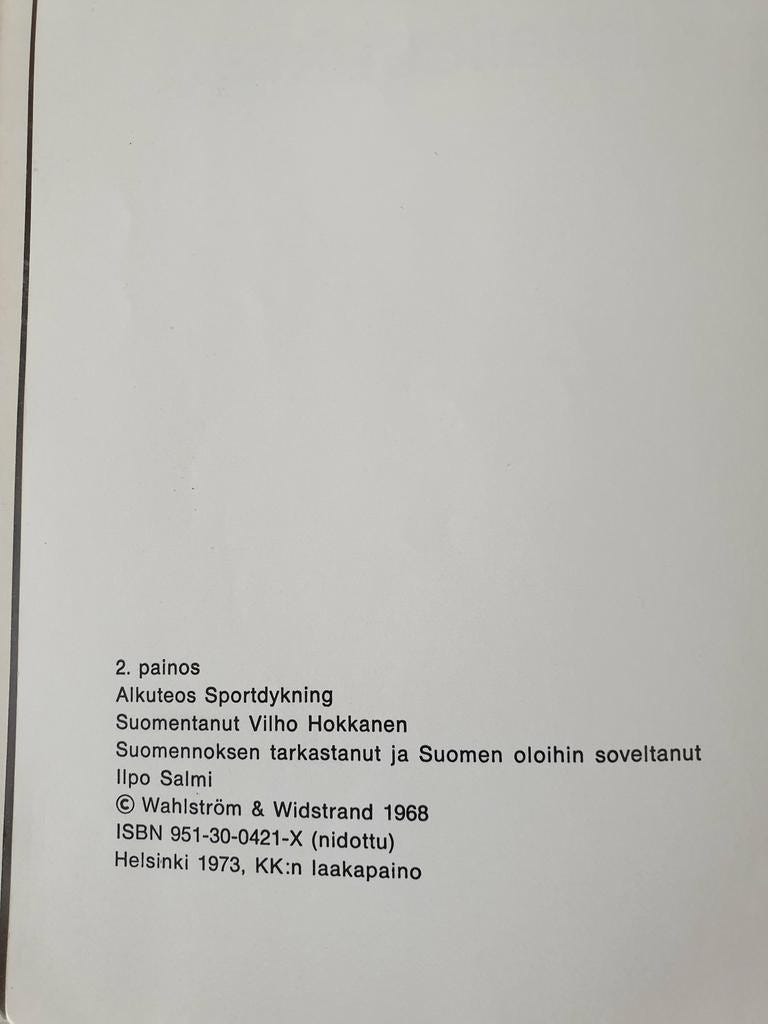 2. painos
Alkuteos Sportdykning
Suomentanut Vilho Hokkanen
Suomennoksen tarkastanut ja Suomen oloihin soveltanut
Ilpo Salmi
© Wahlström & Widstrand 1968
ISBN 951-30-0421-X (nidottu)
Helsinki 1973, KK:n laakapaino